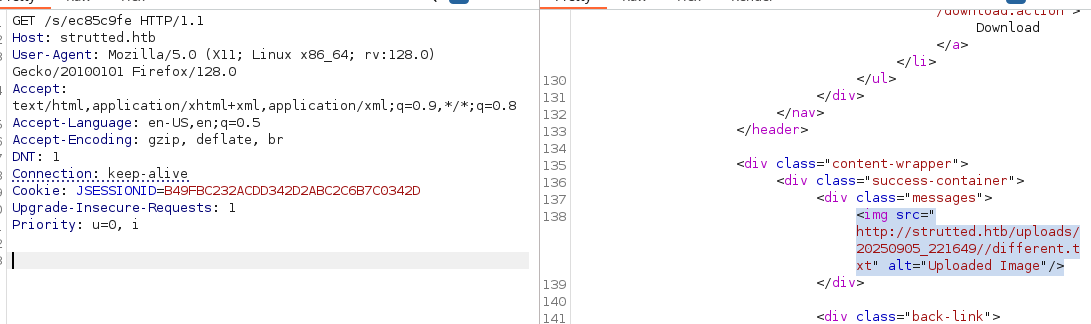 GET /s/ec85c9fe HTTP/1.1
Host: strutted.htb
User-Agent: Mozilla/5.0 (X11; Linux x86_64; rv:128.0)
Gecko/20100101 Firefox/128.0
Accept:
text/html,application/xhtml+xml,application/xml;q=0.9,*/*;q=0.8
Accept-Language: en-US,en;q=0.5
Accept-Encoding: gzip, deflate, br
DNT: 1
Connection: keep-alive
Cookie: JSESSIONID=B49FBC232ACDD342D2ABC2C6B7C0342D
Upgrade-Insecure-Requests: 1
Priority: u=0, i
/download.action">
Download
</a>
</li>
130 </ul>
131 </div>
132 </nav>
133 </header>
134
135 <div class="content-wrapper">
136 <div class="success-container">
137 <div class="messages">
138 <img src="
http://strutted.htb/uploads/
20250905_221649//different.t
xt" alt="Uploaded Image"/>
139 </div>
140
141 <div class="back-link">